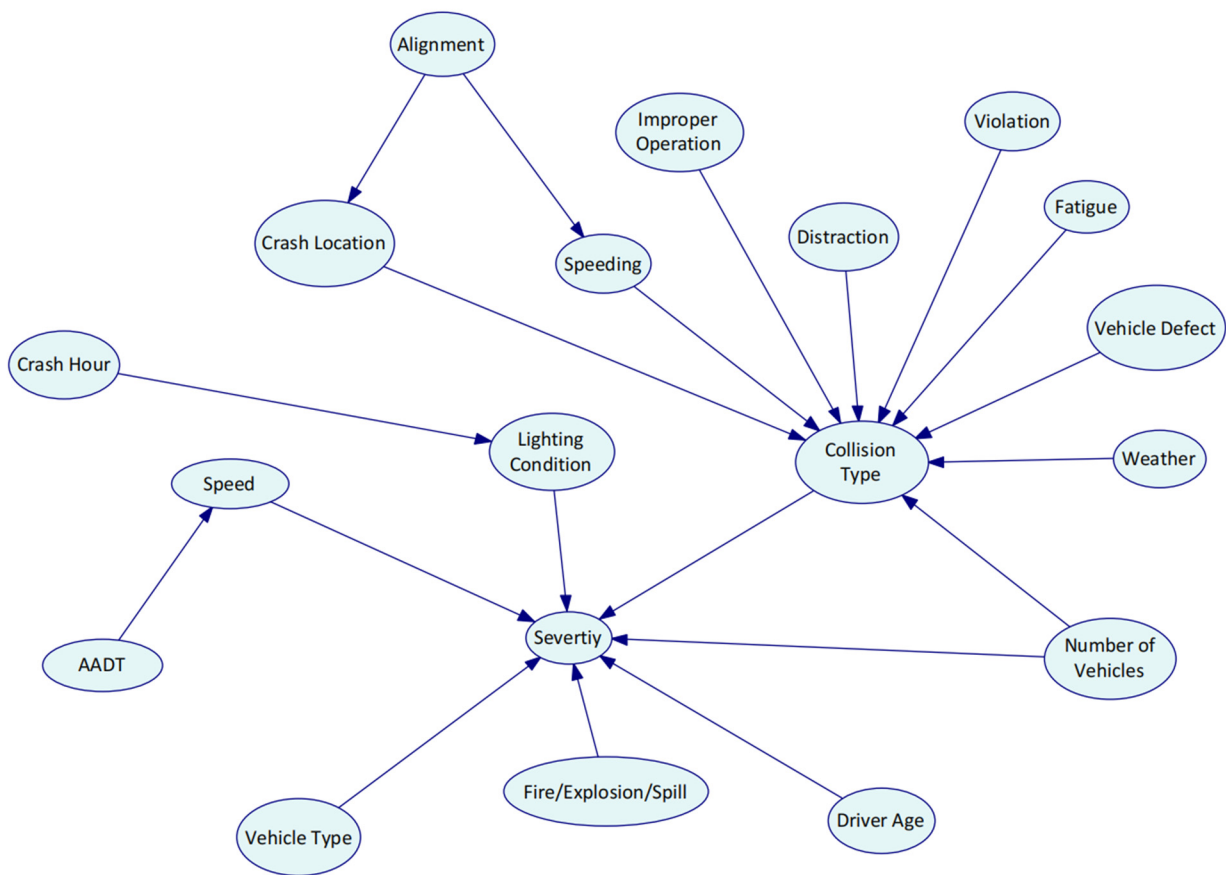 Alignment
Improper
Operation
Violation
Fatigue
Distraction
Crash Location
Speeding
Vehicle Defect
Crash Hour
Lighting
Condition
Collision
Type
Weather
Speed
Severtiy
Number of
Vehicles
AADT
Fire/Explosion/Spill
Driver Age
Vehicle Type